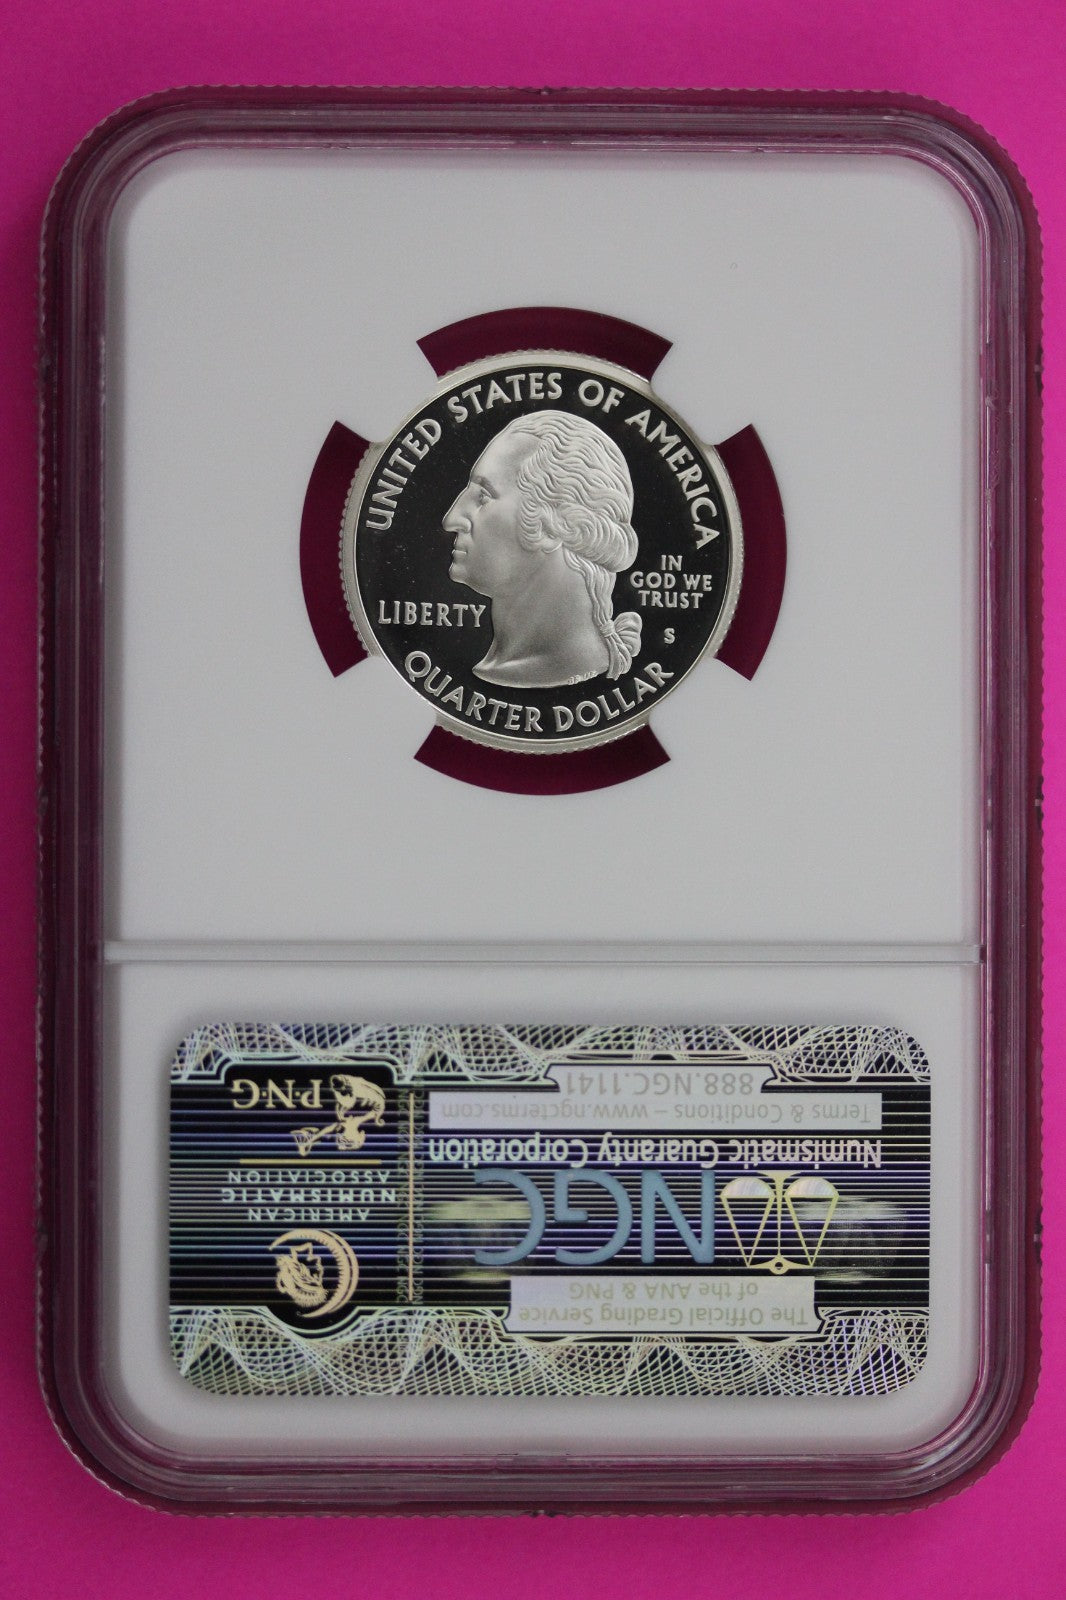 UNITED STATES OF AMERICA
LIBERTY
IN
GOD WE
TRUST
S
QUARTER DOLLAR
The Official Grading Service
of the ANA & PNG
NGC
Numismatic Guaranty Corporation
Terms & Conditions – www.ngcterms.com
888.NGC.1141
AMERICAN
NUMISMATIC
ASSOCIATION
P·N·G